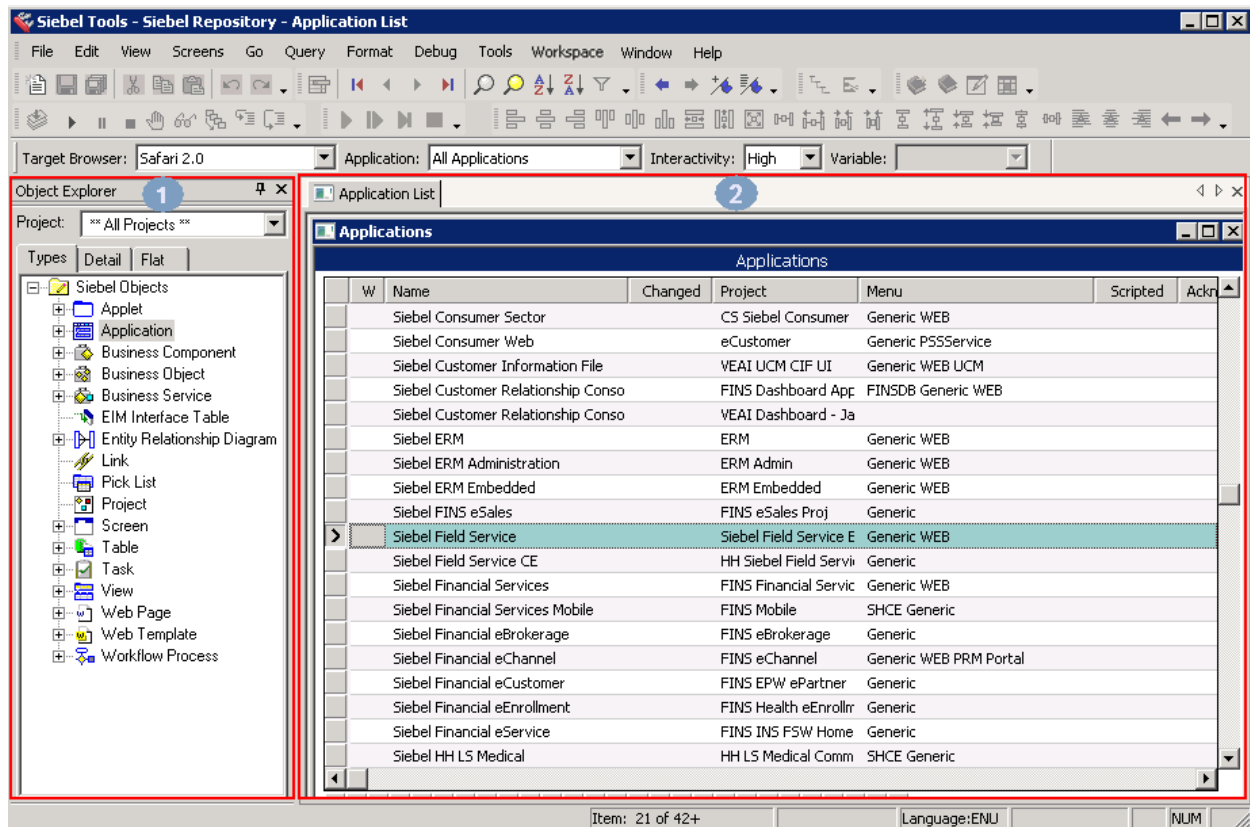 Siebel Tools - Siebel Repository - Application List
File Edit View Screens Go Query Format Debug Tools Workspace Window Help
Target Browser: Safari 2.0 Application: All Applications Interactivity: High Variable:
Object Explorer 1
Project: ** All Projects **
Types Detail Flat
Siebel Objects
Applet
Application
Business Component
Business Object
Business Service
EIM Interface Table
Entity Relationship Diagram
Link
Pick List
Project
Screen
Table
Task
View
Web Page
Web Template
Workflow Process
Application List 2
Applications
Applications
W Name Changed Project Menu Scripted Ackn
Siebel Consumer Sector CS Siebel Consumer Generic WEB
Siebel Consumer Web eCustomer Generic PSSService
Siebel Customer Information File VEAI UCM CIF UI Generic WEB UCM
Siebel Customer Relationship Conso FINS Dashboard App FINSDB Generic WEB
Siebel Customer Relationship Conso VEAI Dashboard - Ja
Siebel ERM ERM Generic WEB
Siebel ERM Administration ERM Admin Generic WEB
Siebel ERM Embedded ERM Embedded Generic WEB
Siebel FINS eSales FINS eSales Proj Generic
Siebel Field Service Siebel Field Service E Generic WEB
Siebel Field Service CE HH Siebel Field Servi Generic
Siebel Financial Services FINS Financial Servic Generic WEB
Siebel Financial Services Mobile FINS Mobile SHCE Generic
Siebel Financial eBrokerage FINS eBrokerage Generic
Siebel Financial eChannel FINS eChannel Generic WEB PRM Portal
Siebel Financial eCustomer FINS EPW ePartner Generic
Siebel Financial eEnrollment FINS Health eEnrollm Generic
Siebel Financial eService FINS INS FSW Home Generic
Siebel HH LS Medical HH LS Medical Comm SHCE Generic
Item: 21 of 42+ Language:ENU NUM